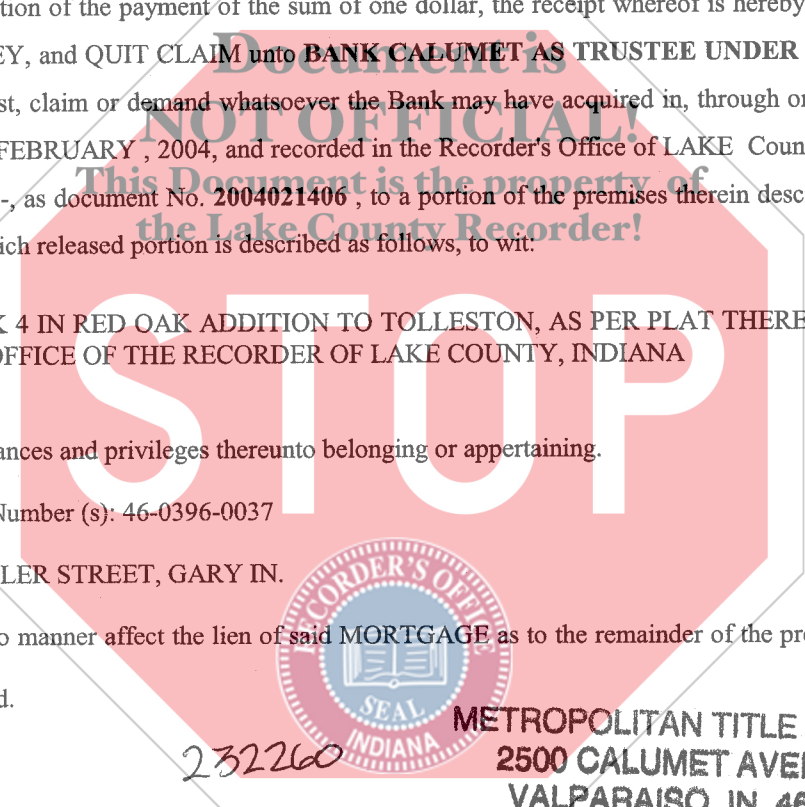 tion of the payment of the sum of one dollar, the receipt whereof is hereby
EY, and QUIT CLAIM unto BANK CALUMET AS TRUSTEE UNDER
Document is
st, claim or demand whatsoever the Bank may have acquired in, through or
NOT OFFICIAL!
FEBRUARY , 2004, and recorded in the Recorder's Office of LAKE Coun
This Document is the property of
-, as document No. 2004021406 , to a portion of the premises therein desc
the Lake County Recorder!
ich released portion is described as follows, to wit:
K 4 IN RED OAK ADDITION TO TOLLESTON, AS PER PLAT THERE
OFFICE OF THE RECORDER OF LAKE COUNTY, INDIANA
STOP
ances and privileges thereunto belonging or appertaining.
Number (s): 46-0396-0037
LER STREET, GARY IN.
RECORDER'S OFFICE
o manner affect the lien of said MORTGAGE as to the remainder of the pr
d.
SEAL
INDIANA
232260
METROPOLITAN TITLE
2500 CALUMET AVE
VALPARAISO, IN 46